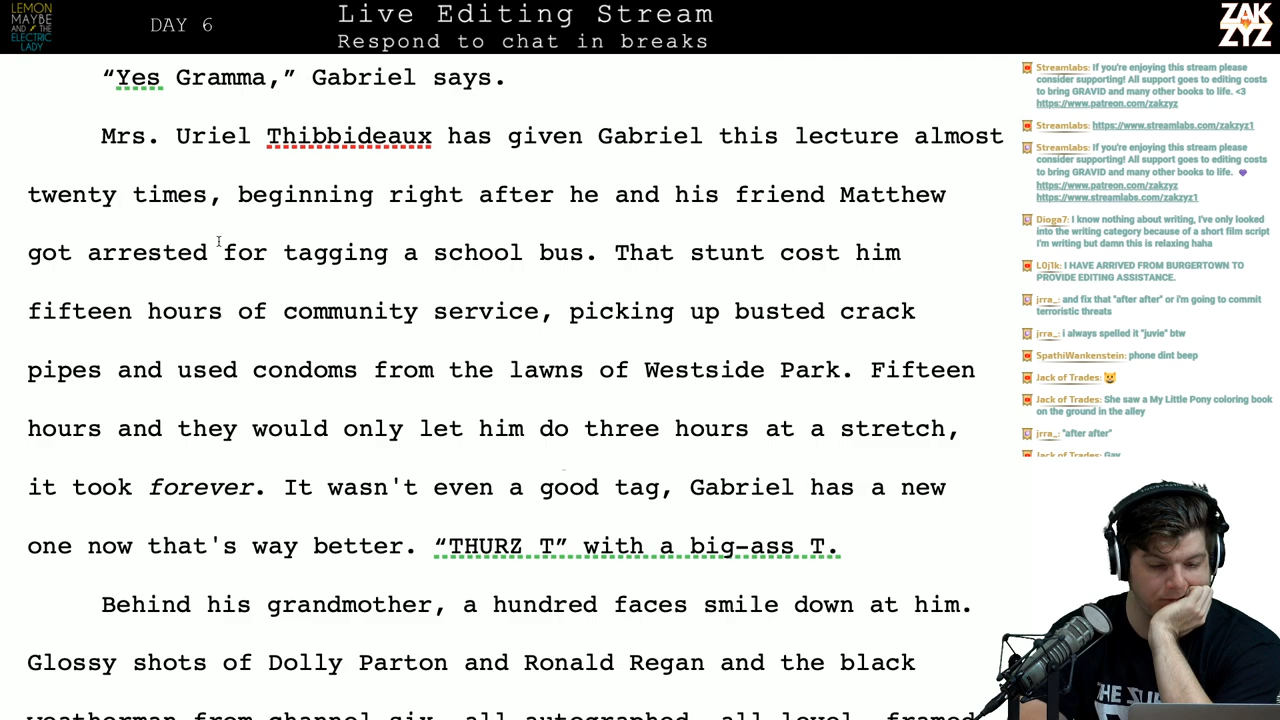 LEMON
MAYBE
AND THE
ELECTRIC
LADY
DAY 6
Live Editing Stream
Respond to chat in breaks
ZAK
ZYZ
“Yes Gramma,” Gabriel says.
Mrs. Uriel Thibbideaux has given Gabriel this lecture almost
twenty times, beginning right after he and his friend Matthew
got arrested for tagging a school bus. That stunt cost him
fifteen hours of community service, picking up busted crack
pipes and used condoms from the lawns of Westside Park. Fifteen
hours and they would only let him do three hours at a stretch,
it took forever. It wasn't even a good tag, Gabriel has a new
one now that's way better. “THURZ T” with a big-ass T.
Behind his grandmother, a hundred faces smile down at him.
Glossy shots of Dolly Parton and Ronald Regan and the black
weatherman from channel six, all autographed, all level, framed
Streamlabs: If you're enjoying this stream please
consider supporting! All support goes to editing costs
to bring GRAVID and many other books to life. <3
https://www.patreon.com/zakzyz
Streamlabs: https://www.streamlabs.com/zakzyz1
Streamlabs: If you're enjoying this stream please
consider supporting! All support goes to editing costs
to bring GRAVID and many other books to life. 💜
https://www.patreon.com/zakzyz
https://www.streamlabs.com/zakzyz1
Dioga7: I know nothing about writing, I've only looked
into the writing category because of a short film script
I'm writing but damn this is relaxing haha
L0j1k: I HAVE ARRIVED FROM BURGERTOWN TO
PROVIDE EDITING ASSISTANCE.
jrra_: and fix that "after after" or i'm going to commit
terroristic threats
jrra_: i always spelled it "juvie" btw
SpathiWankenstein: phone dint beep
Jack of Trades: 😺
Jack of Trades: She saw a My Little Pony coloring book
on the ground in the alley
jrra_: "after after"
Jack of Trades: Gay
THE